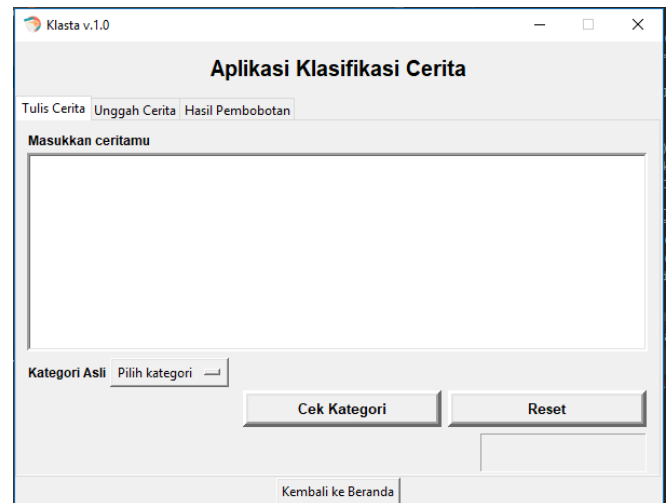 Klasta v.1.0
Aplikasi Klasifikasi Cerita
Tulis Cerita Unggah Cerita Hasil Pembobotan
Masukkan ceritamu
Kategori Asli Pilih kategori
Cek Kategori Reset
Kembali ke Beranda